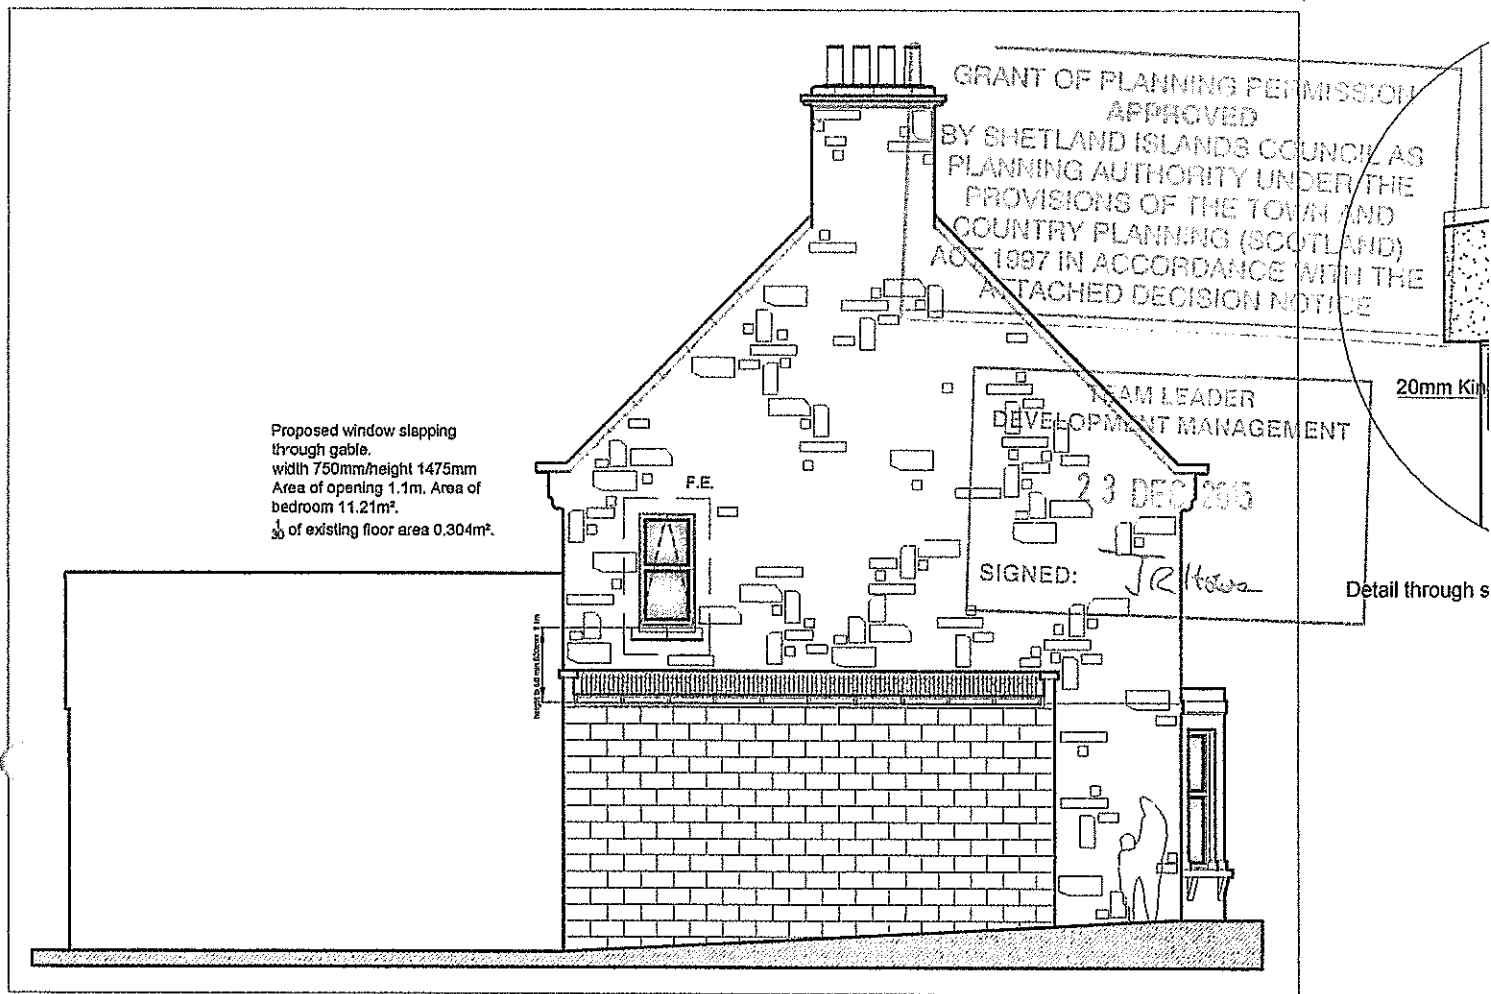 GRANT OF PLANNING PERMISSION
APPROVED
BY SHETLAND ISLANDS COUNCIL AS
PLANNING AUTHORITY UNDER THE
PROVISIONS OF THE TOWN AND
COUNTRY PLANNING (SCOTLAND)
ACT 1997 IN ACCORDANCE WITH THE
ATTACHED DECISION NOTICE
20mm Kin
TEAM LEADER
DEVELOPMENT MANAGEMENT
23 DEC 2015
SIGNED:
Detail through s
Proposed window slapping
through gable.
width 750mm/height 1475mm
Area of opening 1.1m. Area of
bedroom 11.21m².
1/30 of existing floor area 0.304m².
F.E.